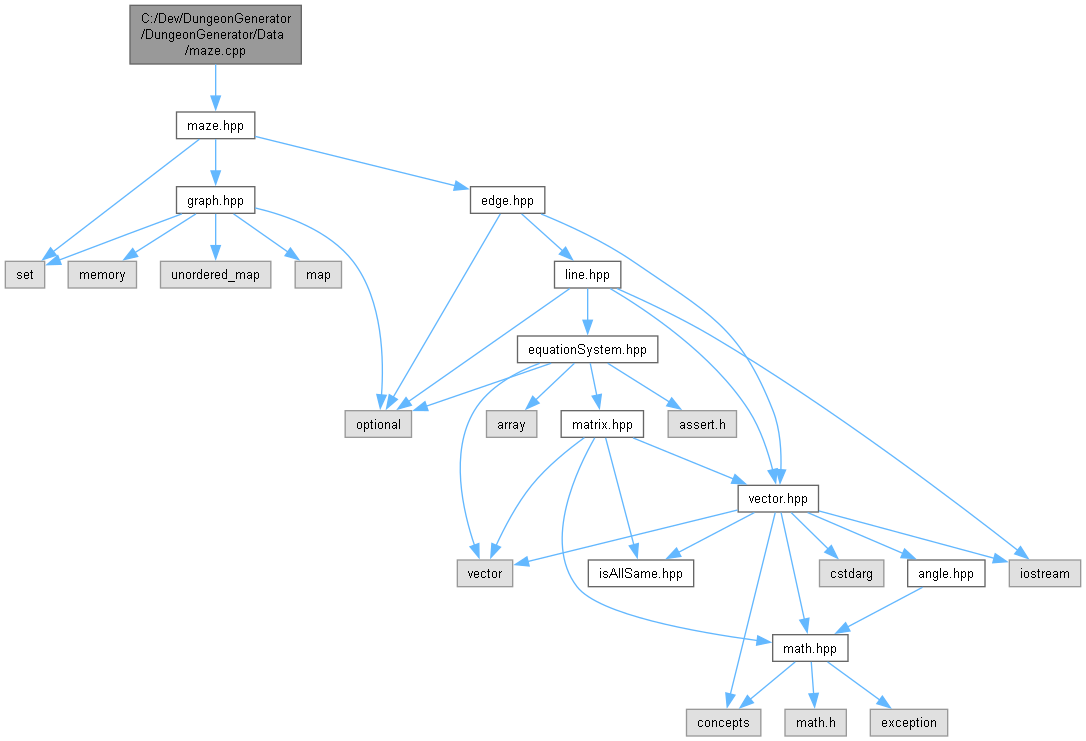 C:/Dev/DungeonGenerator
/DungeonGenerator/Data
/maze.cpp
maze.hpp
graph.hpp
edge.hpp
set
memory
unordered_map
map
line.hpp
equationSystem.hpp
optional
array
matrix.hpp
assert.h
vector.hpp
vector
isAllSame.hpp
cstdarg
angle.hpp
iostream
math.hpp
concepts
math.h
exception